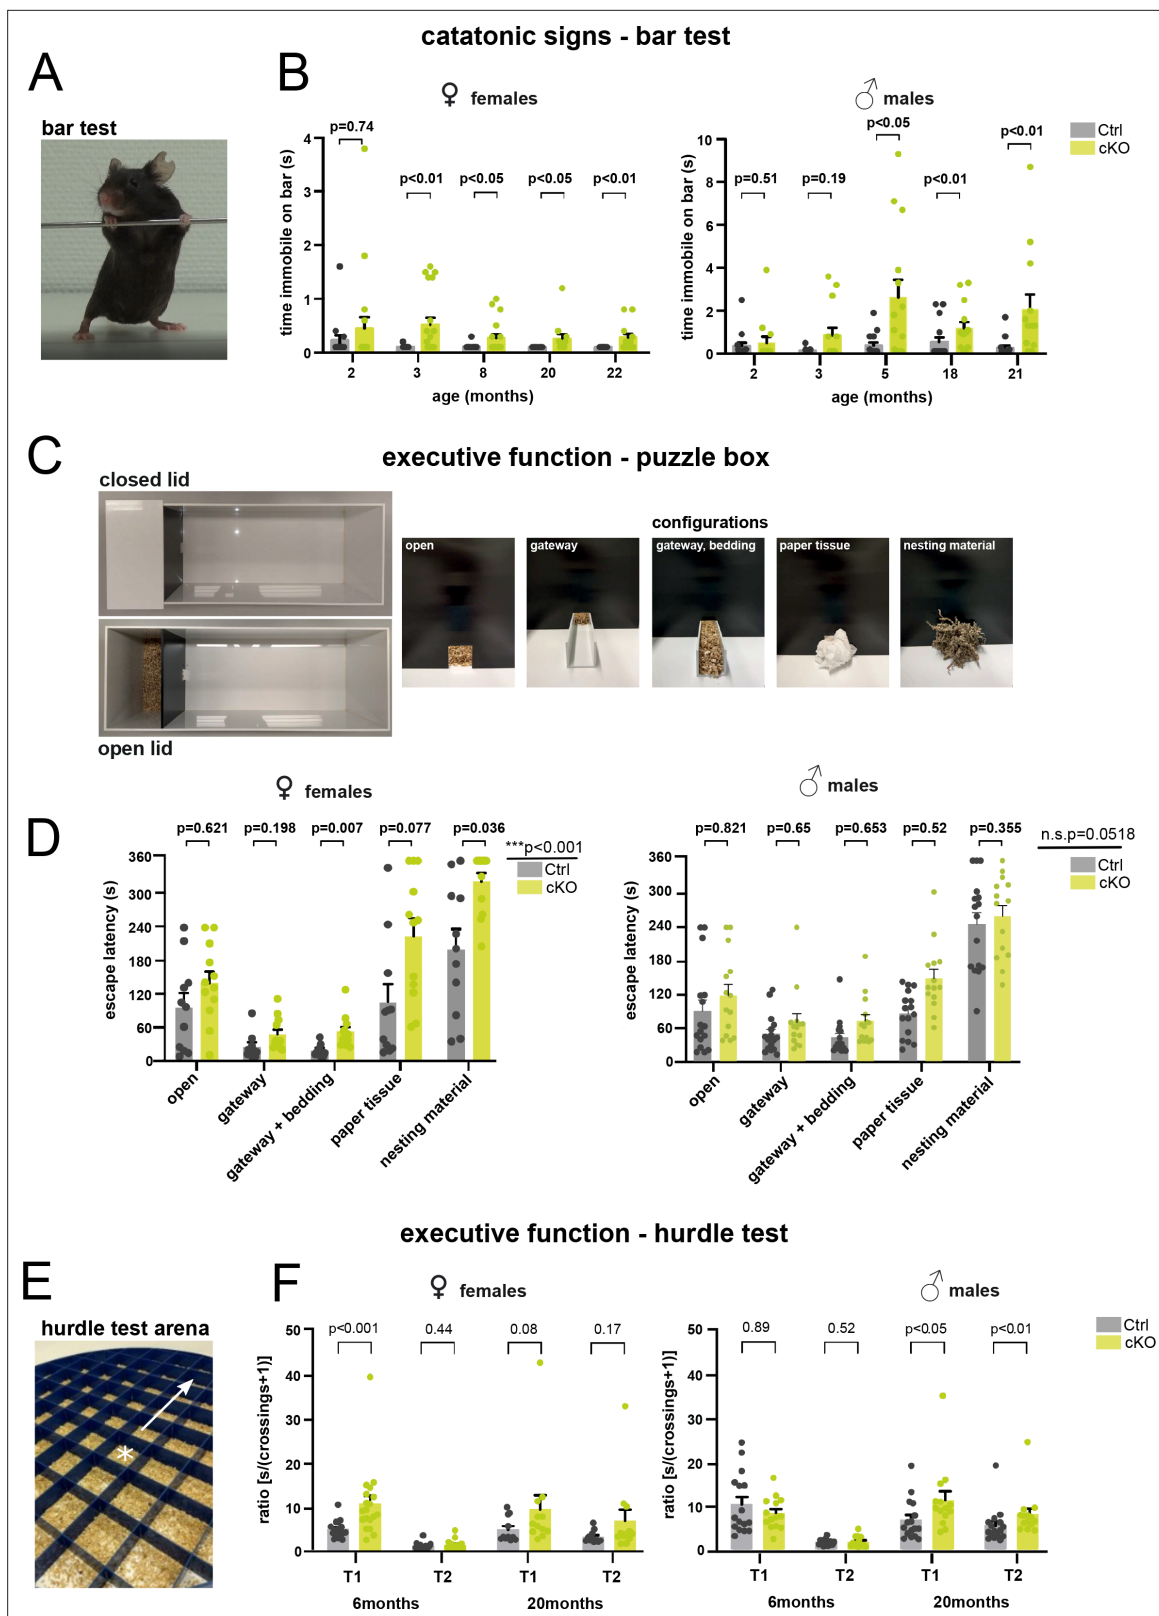 catatonic signs - bar test
A
bar test
B
♀ females
p=0.74
p<0.01
p<0.05
p<0.05
p<0.01
time immobile on bar (s)
4
3
2
1
0
2
3
8
20
22
age (months)
♂ males
p=0.51
p=0.19
p<0.05
p<0.01
p<0.01
time immobile on bar (s)
10
8
6
4
2
0
2
3
5
18
21
age (months)
Ctrl
cKO
C
executive function - puzzle box
closed lid
open lid
configurations
open
gateway
gateway, bedding
paper tissue
nesting material
D
♀ females
p=0.621
p=0.198
p=0.007
p=0.077
p=0.036
***p<0.001
Ctrl
cKO
escape latency (s)
360
300
240
180
120
60
0
open
gateway
gateway + bedding
paper tissue
nesting material
♂ males
p=0.821
p=0.65
p=0.653
p=0.52
p=0.355
n.s.p=0.0518
Ctrl
cKO
escape latency (s)
360
300
240
180
120
60
0
open
gateway
gateway + bedding
paper tissue
nesting material
executive function - hurdle test
E
hurdle test arena
*
F
♀ females
p<0.001
0.44
0.08
0.17
ratio [s/(crossings+1)]
50
40
30
20
10
0
T1
T2
T1
T2
6months
20months
♂ males
0.89
0.52
p<0.05
p<0.01
ratio [s/(crossings+1)]
50
40
30
20
10
0
T1
T2
T1
T2
6months
20months
Ctrl
cKO